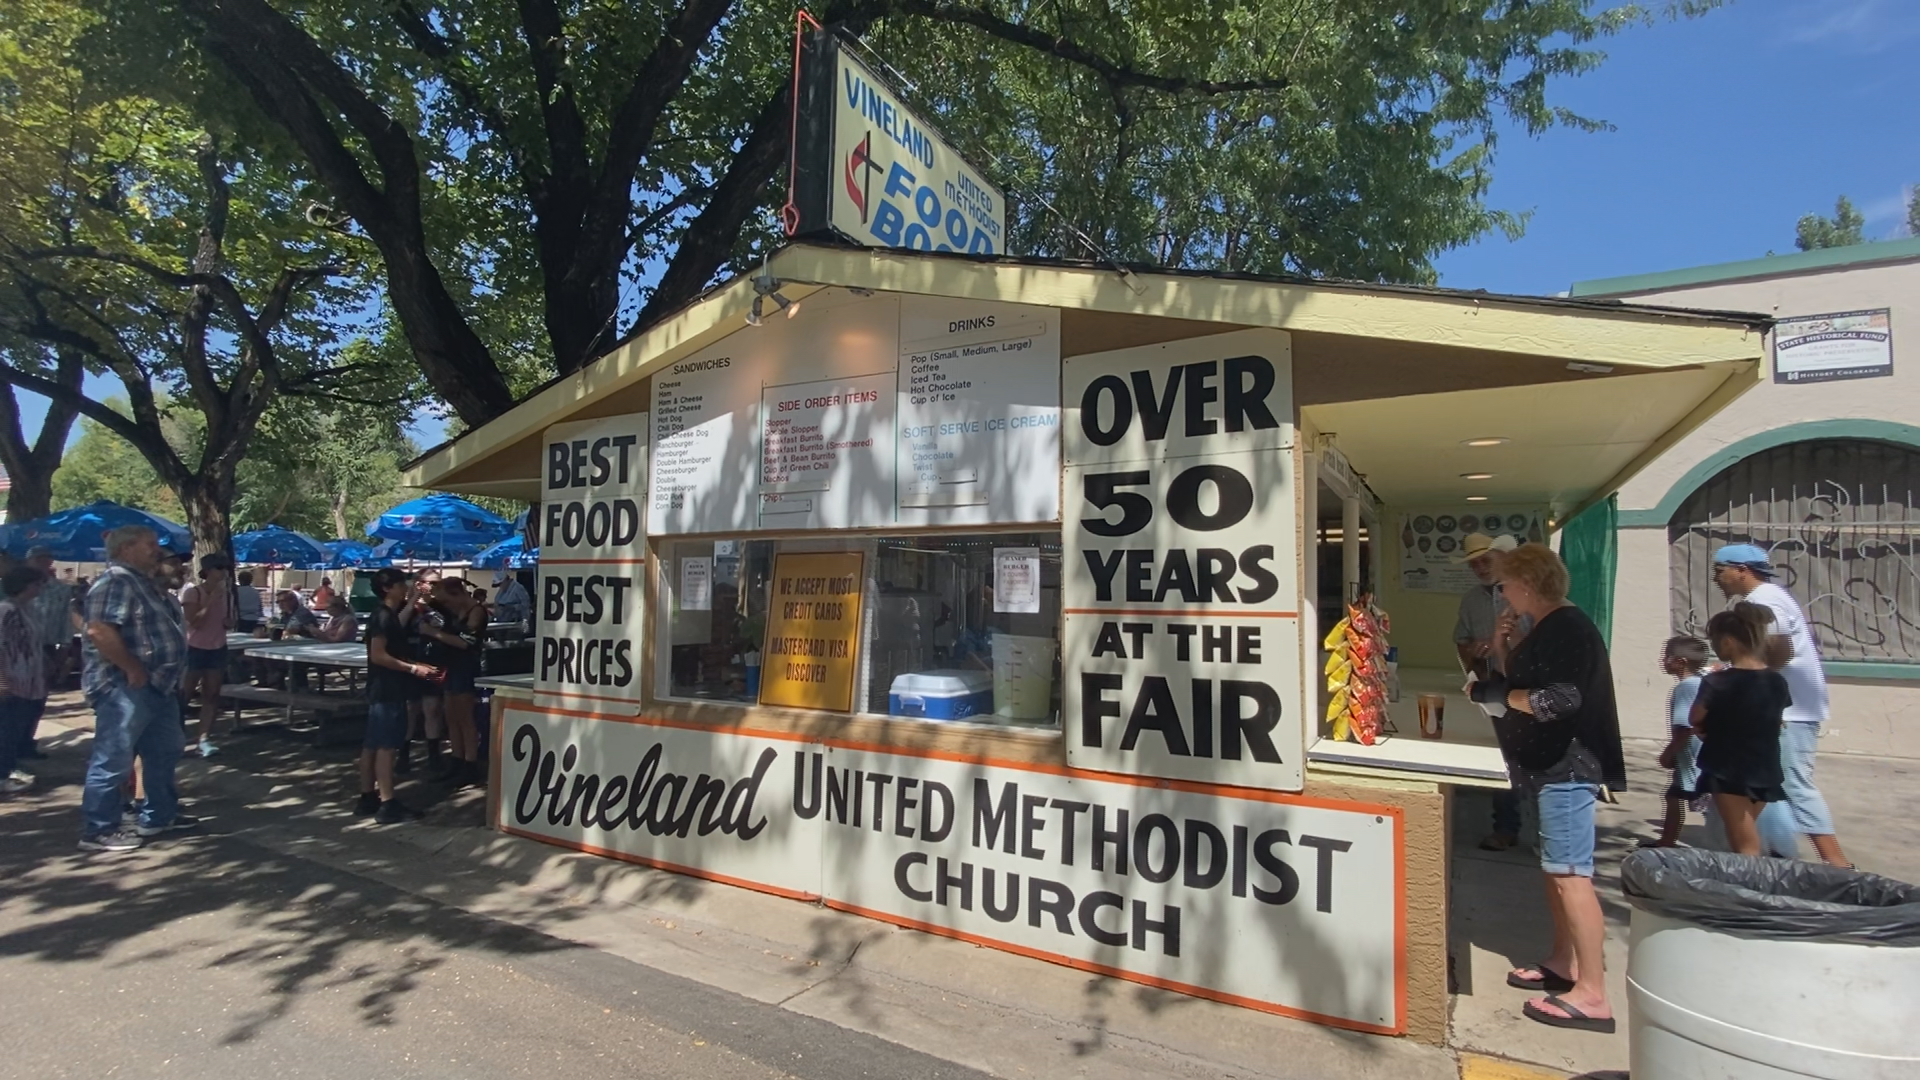 VINELAND
UNITED
METHODIST
FOOD
BEST
FOOD
BEST
PRICES
SANDWICHES
Cheese
Ham
Ham & Cheese
Grilled Cheese
Hot Dog
Chili Dog
Chili Cheese Dog
Ranchburger
Hamburger
Double Hamburger
Cheeseburger
Double
Cheeseburger
BBQ Pork
Corn Dog
SIDE ORDER ITEMS
Slopper
Double Slopper
Breakfast Burrito
Breakfast Burrito (Smothered)
Beef & Bean Burrito
Cup of Green Chili
Nachos
Chips
DRINKS
Pop (Small, Medium, Large)
Coffee
Iced Tea
Hot Chocolate
Cup of Ice
SOFT SERVE ICE CREAM
Vanilla
Chocolate
Twist
Cup
WE ACCEPT MOST
CREDIT CARDS
MASTERCARD VISA
DISCOVER
OVER
50
YEARS
AT THE
FAIR
Vineland UNITED METHODIST
CHURCH
STATE HISTORICAL FUND
HISTORY COLORADO